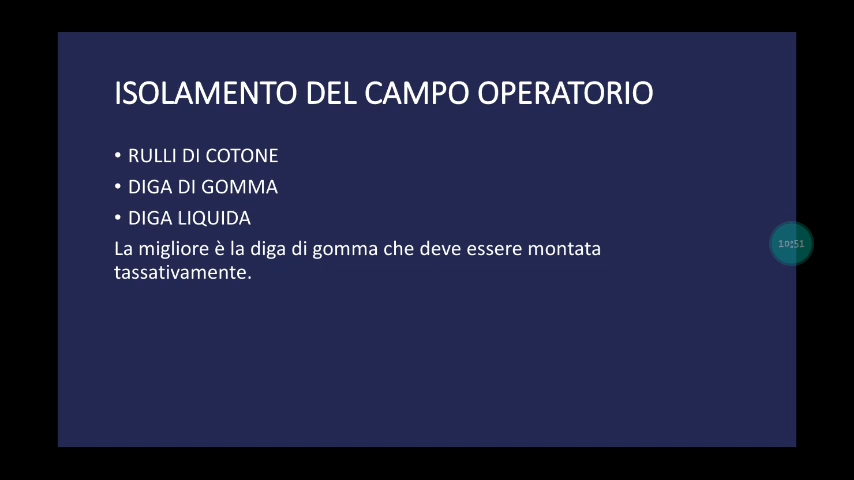 ISOLAMENTO DEL CAMPO OPERATORIO
• RULLI DI COTONE
• DIGA DI GOMMA
• DIGA LIQUIDA
La migliore è la diga di gomma che deve essere montata
tassativamente.
10:51